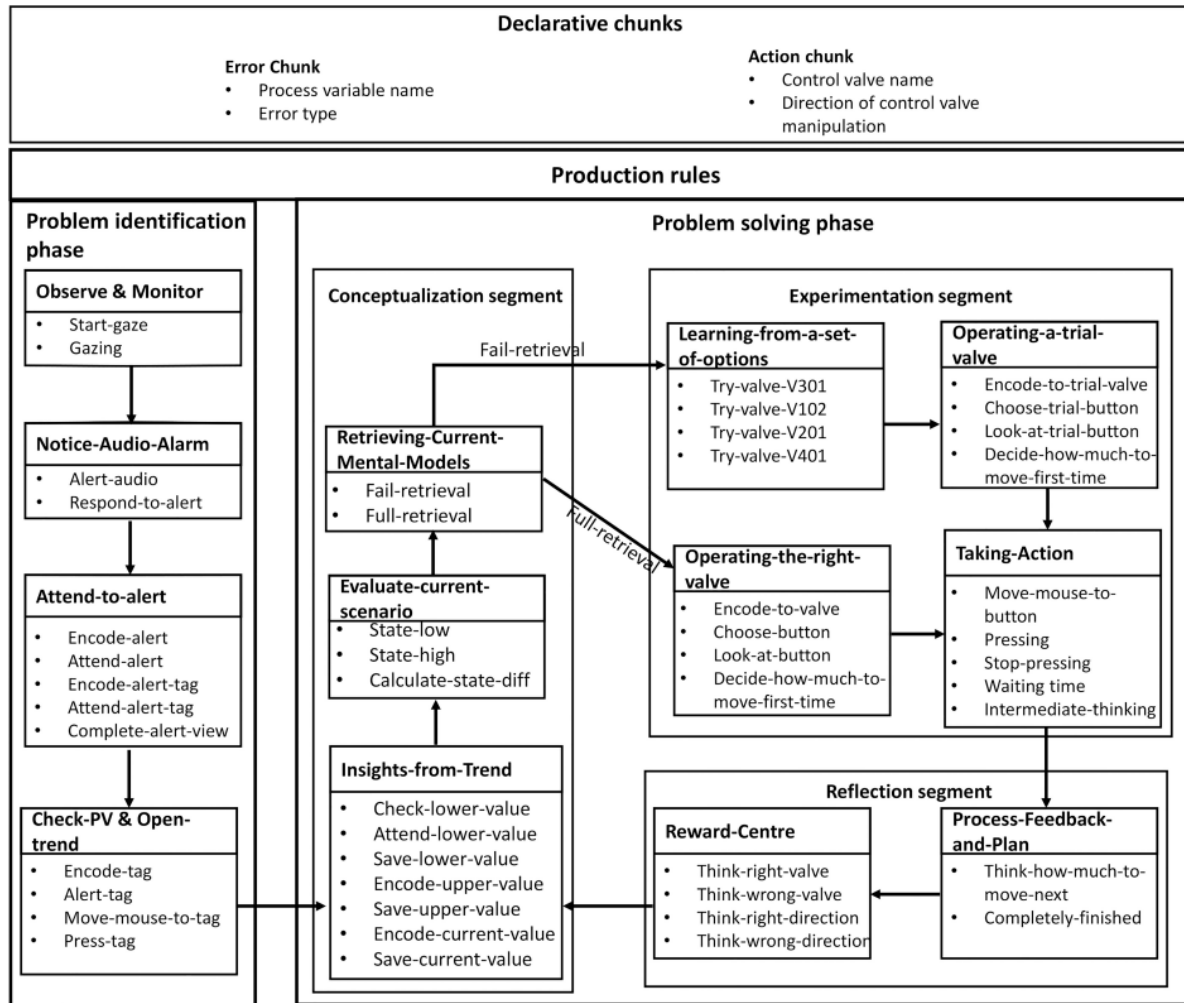 Declarative chunks
Error Chunk
• Process variable name
• Error type
Action chunk
• Control valve name
• Direction of control valve
manipulation
Production rules
Problem identification
phase
Observe & Monitor
• Start-gaze
• Gazing
Notice-Audio-Alarm
• Alert-audio
• Respond-to-alert
Attend-to-alert
• Encode-alert
• Attend-alert
• Encode-alert-tag
• Attend-alert-tag
• Complete-alert-view
Check-PV & Open-
trend
• Encode-tag
• Alert-tag
• Move-mouse-to-tag
• Press-tag
Problem solving phase
Conceptualization segment
Retrieving-Current-
Mental-Models
• Fail-retrieval
• Full-retrieval
Evaluate-current-
scenario
• State-low
• State-high
• Calculate-state-diff
Insights-from-Trend
• Check-lower-value
• Attend-lower-value
• Save-lower-value
• Encode-upper-value
• Save-upper-value
• Encode-current-value
• Save-current-value
Fail-retrieval
Full-retrieval
Experimentation segment
Learning-from-a-set-
of-options
• Try-valve-V301
• Try-valve-V102
• Try-valve-V201
• Try-valve-V401
Operating-a-trial-
valve
• Encode-to-trial-valve
• Choose-trial-button
• Look-at-trial-button
• Decide-how-much-to-
move-first-time
Operating-the-right-
valve
• Encode-to-valve
• Choose-button
• Look-at-button
• Decide-how-much-to-
move-first-time
Taking-Action
• Move-mouse-to-
button
• Pressing
• Stop-pressing
• Waiting time
• Intermediate-thinking
Reflection segment
Reward-Centre
• Think-right-valve
• Think-wrong-valve
• Think-right-direction
• Think-wrong-direction
Process-Feedback-
and-Plan
• Think-how-much-to-
move-next
• Completely-finished